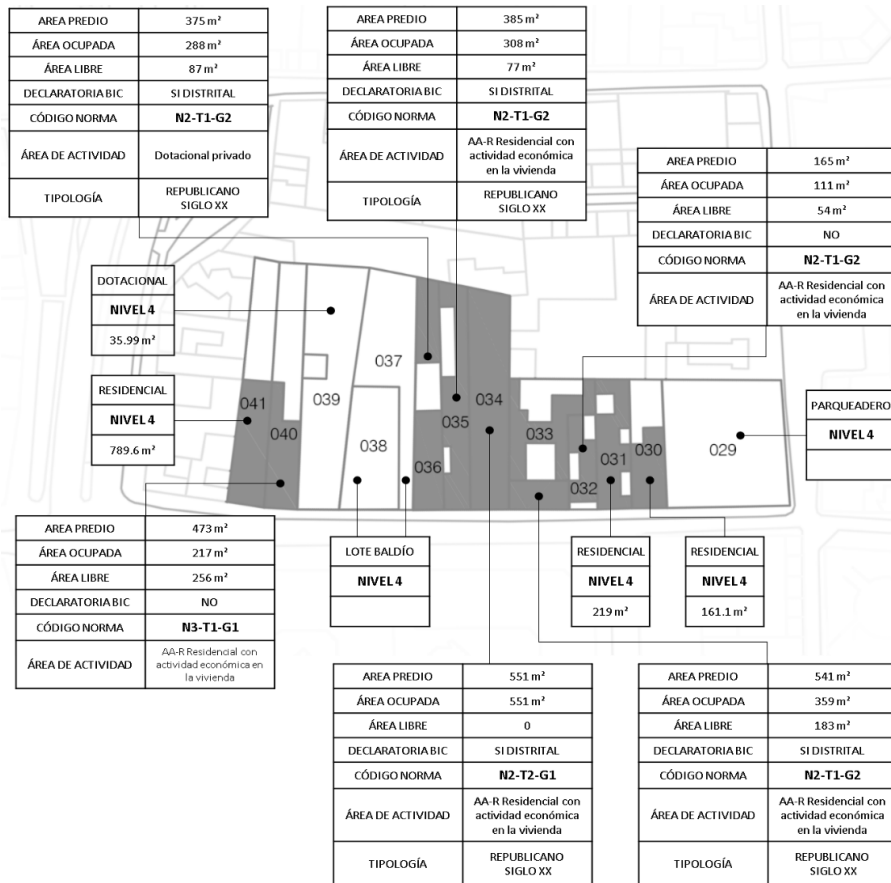 AREA PREDIO 375 m²
ÁREA OCUPADA 288 m²
ÁREA LIBRE 87 m²
DECLARATORIA BIC SI DISTRITAL
CÓDIGO NORMA N2-T1-G2
ÁREA DE ACTIVIDAD Dotacional privado
TIPOLOGÍA REPUBLICANO
SIGLO XX
AREA PREDIO 385 m²
ÁREA OCUPADA 308 m²
ÁREA LIBRE 77 m²
DECLARATORIA BIC SI DISTRITAL
CÓDIGO NORMA N2-T1-G2
ÁREA DE ACTIVIDAD AA-R Residencial con
actividad económica
en la vivienda
TIPOLOGÍA REPUBLICANO
SIGLO XX
AREA PREDIO 165 m²
ÁREA OCUPADA 111 m²
ÁREA LIBRE 54 m²
DECLARATORIA BIC NO
CÓDIGO NORMA N2-T1-G2
ÁREA DE ACTIVIDAD AA-R Residencial con
actividad económica
en la vivienda
DOTACIONAL
NIVEL 4
35.99 m²
RESIDENCIAL
NIVEL 4
789.6 m²
041
040
039
037
038
036
035
034
033
032
031
030
029
PARQUEADERO
NIVEL 4
AREA PREDIO 473 m²
ÁREA OCUPADA 217 m²
ÁREA LIBRE 256 m²
DECLARATORIA BIC NO
CÓDIGO NORMA N3-T1-G1
ÁREA DE ACTIVIDAD AA-R Residencial con
actividad económica en
la vivienda
LOTE BALDÍO
NIVEL 4
RESIDENCIAL
NIVEL 4
219 m²
RESIDENCIAL
NIVEL 4
161.1 m²
AREA PREDIO 551 m²
ÁREA OCUPADA 551 m²
ÁREA LIBRE 0
DECLARATORIA BIC SI DISTRITAL
CÓDIGO NORMA N2-T2-G1
ÁREA DE ACTIVIDAD AA-R Residencial con
actividad económica
en la vivienda
TIPOLOGÍA REPUBLICANO
SIGLO XX
AREA PREDIO 541 m²
ÁREA OCUPADA 359 m²
ÁREA LIBRE 183 m²
DECLARATORIA BIC SI DISTRITAL
CÓDIGO NORMA N2-T1-G2
ÁREA DE ACTIVIDAD AA-R Residencial con
actividad económica
en la vivienda
TIPOLOGÍA REPUBLICANO
SIGLO XX